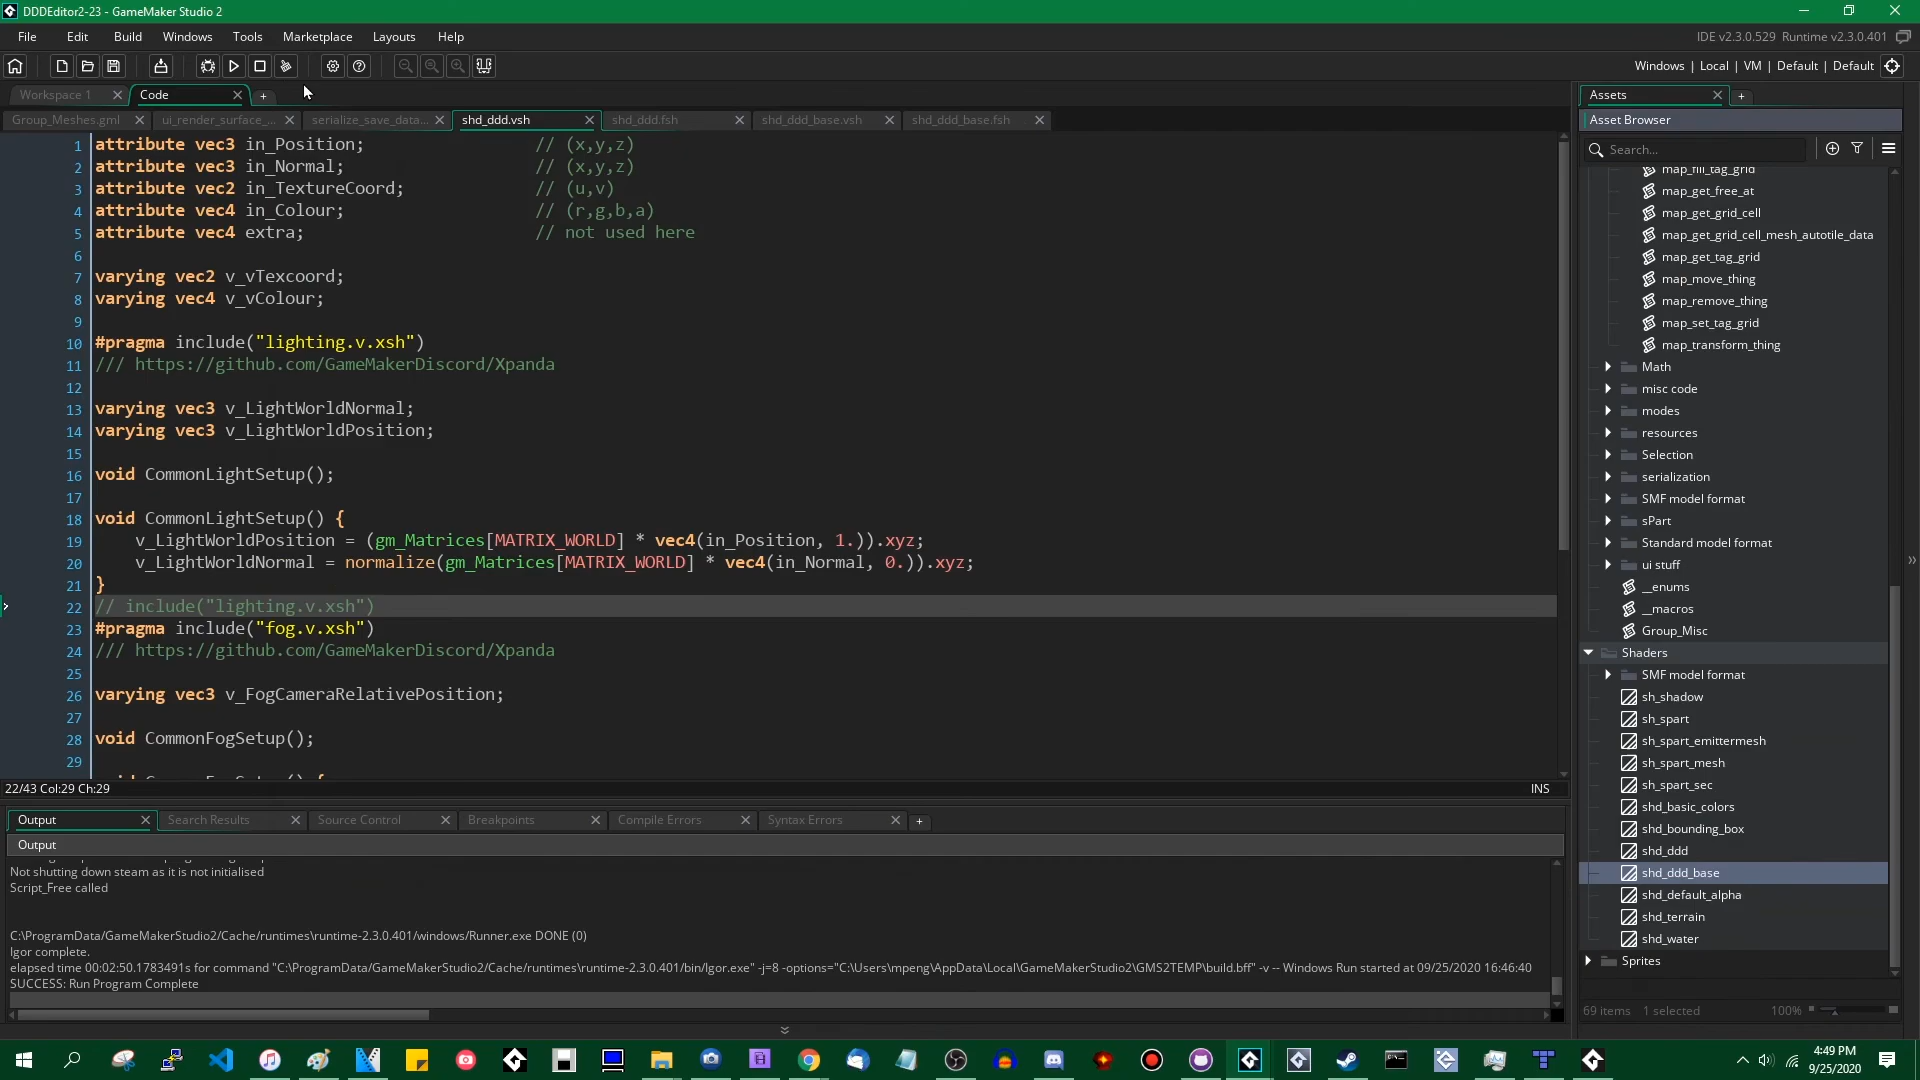 DDDEditor2-23 - GameMaker Studio 2
File Edit Build Windows Tools Marketplace Layouts Help
IDE v2.3.0.529 Runtime v2.3.0.401
Windows | Local | VM | Default | Default
Workspace 1
Code
Group_Meshes.gml ui_render_surface_... serialize_save_data... shd_ddd.vsh shd_ddd.fsh shd_ddd_base.vsh shd_ddd_base.fsh
1 attribute vec3 in_Position; // (x,y,z)
2 attribute vec3 in_Normal; // (x,y,z)
3 attribute vec2 in_TextureCoord; // (u,v)
4 attribute vec4 in_Colour; // (r,g,b,a)
5 attribute vec4 extra; // not used here
6
7 varying vec2 v_vTexcoord;
8 varying vec4 v_vColour;
9
10 #pragma include("lighting.v.xsh")
11 /// https://github.com/GameMakerDiscord/Xpanda
12
13 varying vec3 v_LightWorldNormal;
14 varying vec3 v_LightWorldPosition;
15
16 void CommonLightSetup();
17
18 void CommonLightSetup() {
19 v_LightWorldPosition = (gm_Matrices[MATRIX_WORLD] * vec4(in_Position, 1.)).xyz;
20 v_LightWorldNormal = normalize(gm_Matrices[MATRIX_WORLD] * vec4(in_Normal, 0.)).xyz;
21 }
22 // include("lighting.v.xsh")
23 #pragma include("fog.v.xsh")
24 /// https://github.com/GameMakerDiscord/Xpanda
25
26 varying vec3 v_FogCameraRelativePosition;
27
28 void CommonFogSetup();
29
22/43 Col:29 Ch:29 INS
Output Search Results Source Control Breakpoints Compile Errors Syntax Errors
Output
Not shutting down steam as it is not initialised
Script_Free called
C:\ProgramData/GameMakerStudio2/Cache/runtimes\runtime-2.3.0.401/windows/Runner.exe DONE (0)
Igor complete.
elapsed time 00:02:50.1783491s for command "C:\ProgramData/GameMakerStudio2/Cache/runtimes\runtime-2.3.0.401/bin/Igor.exe" -j=8 -options="C:\Users\mpeng\AppData\Local\GameMakerStudio2\GMS2TEMP\build.bff" -v -- Windows Run started at 09/25/2020 16:46:40
SUCCESS: Run Program Complete
Assets
Asset Browser
Search...
map_fill_tag_grid
map_get_free_at
map_get_grid_cell
map_get_grid_cell_mesh_autotile_data
map_get_tag_grid
map_move_thing
map_remove_thing
map_set_tag_grid
map_transform_thing
Math
misc code
modes
resources
Selection
serialization
SMF model format
sPart
Standard model format
ui stuff
__enums
__macros
Group_Misc
Shaders
SMF model format
sh_shadow
sh_spart
sh_spart_emittermesh
sh_spart_mesh
sh_spart_sec
shd_basic_colors
shd_bounding_box
shd_ddd
shd_ddd_base
shd_default_alpha
shd_terrain
shd_water
Sprites
69 items 1 selected 100%
4:49 PM
9/25/2020